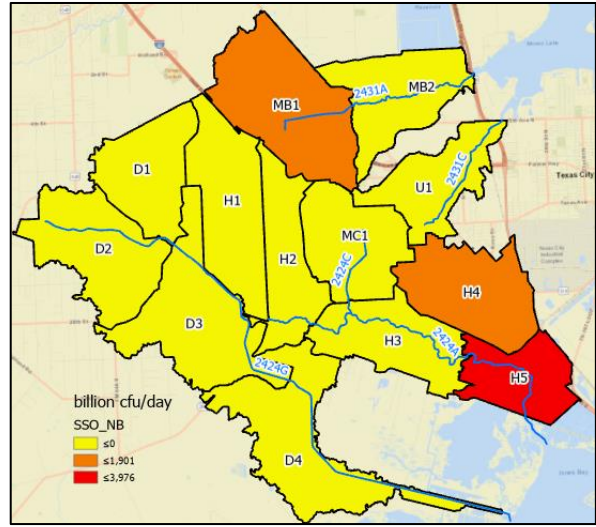 MB1
2431A
MB2
D1
H1
U1
2431C
Texas City
D2
H2
MC1
2424C
H4
D3
H3
2424A
H5
2424G
D4
billion cfu/day
SSO_NB
≤0
≤1,901
≤3,976